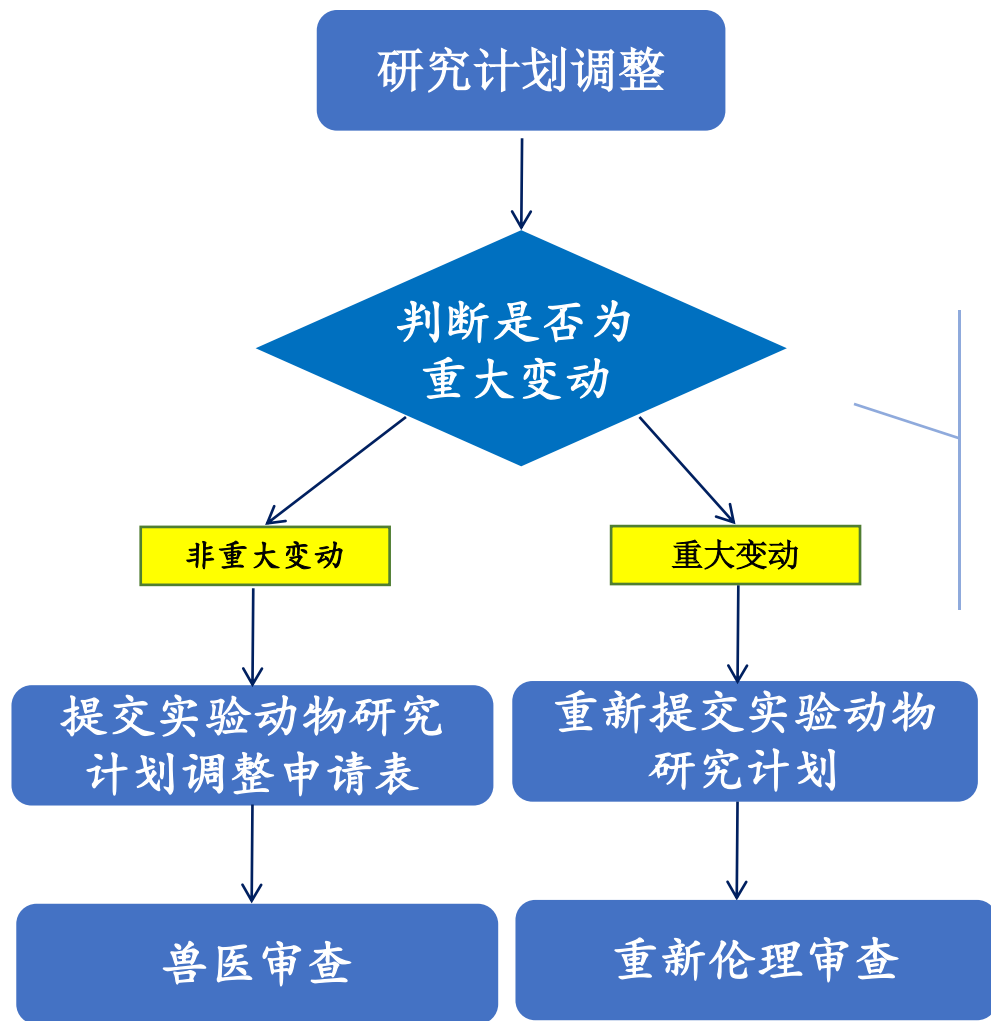 研究计划调整
判断是否为
重大变动
非重大变动
重大变动
提交实验动物研究
计划调整申请表
重新提交实验动物
研究计划
兽医审查
重新伦理审查